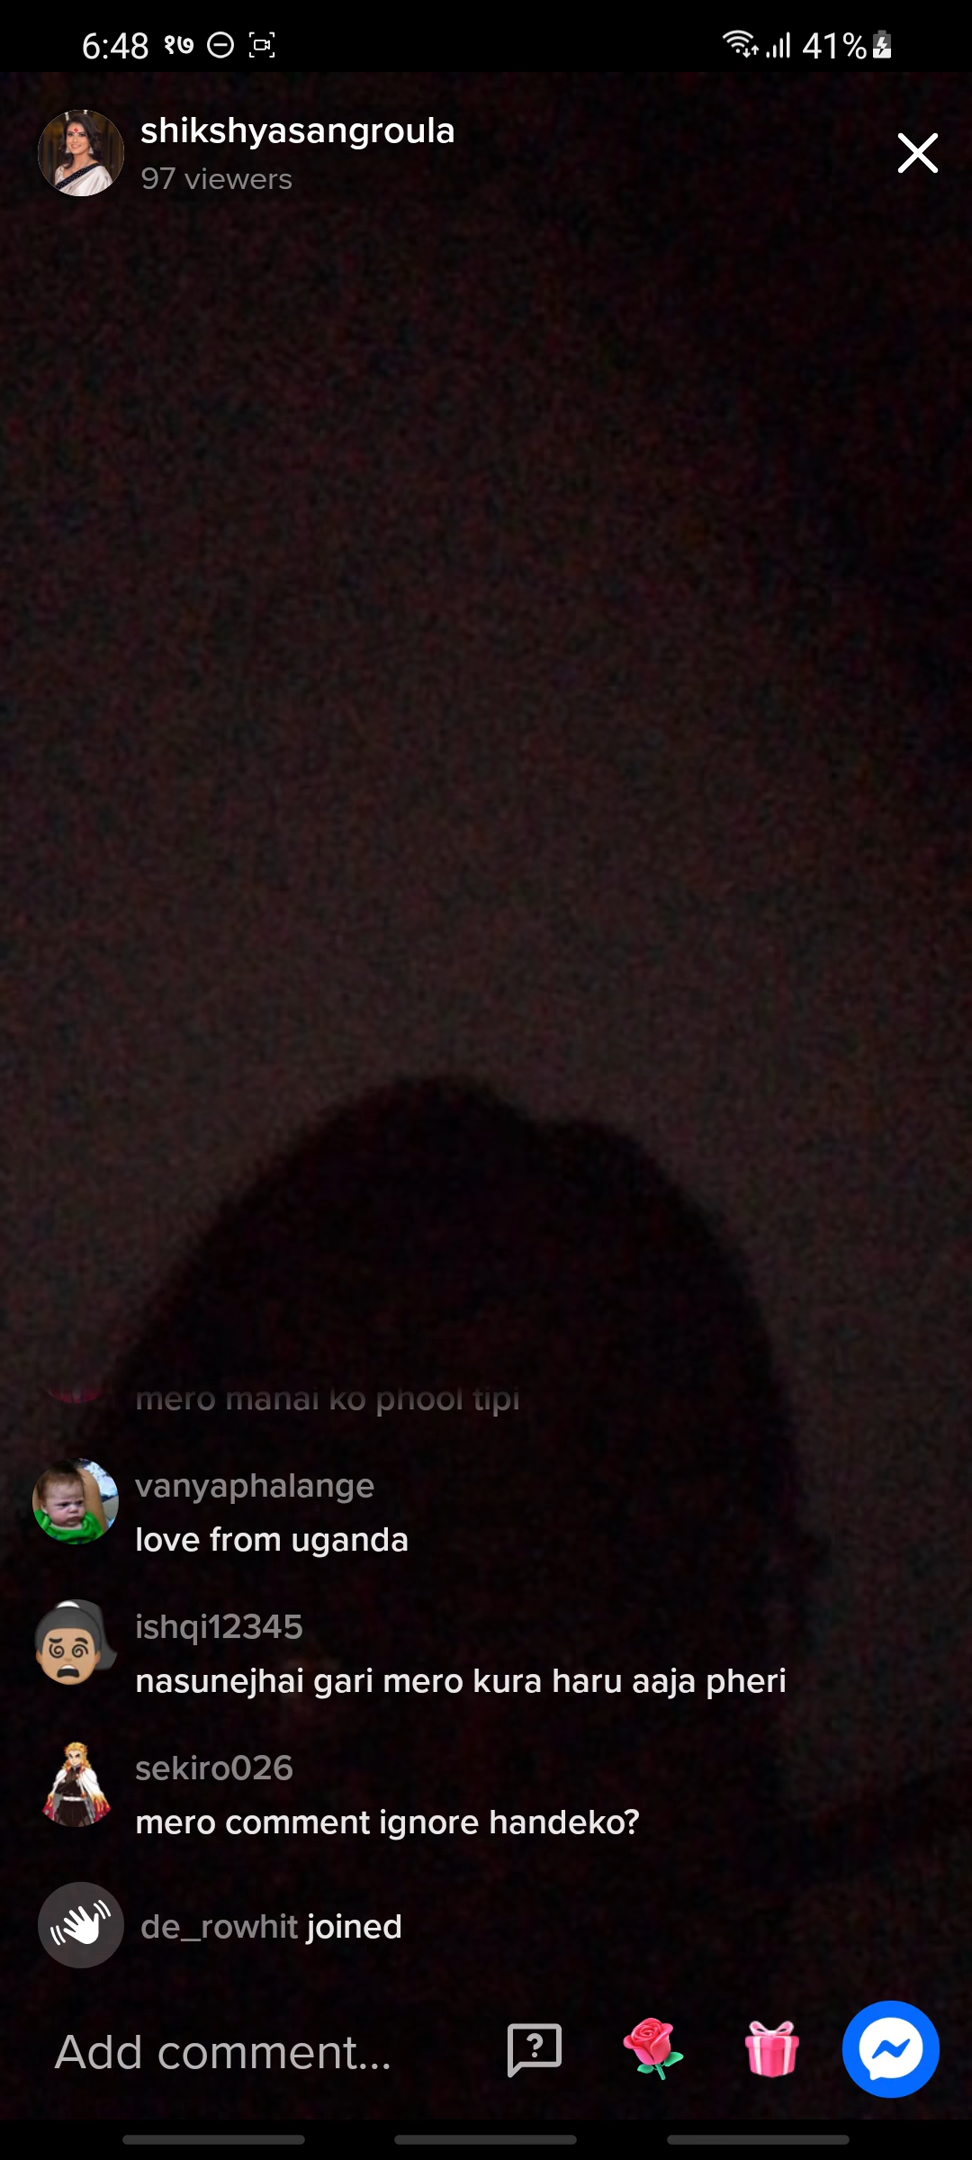 6:48 १७
41%
shikshyasangroula
97 viewers
mero manai ko phool tipi
vanyaphalange
love from uganda
ishqi12345
nasunejhai gari mero kura haru aaja pheri
sekiro026
mero comment ignore handeko?
de_rowhit joined
Add comment...